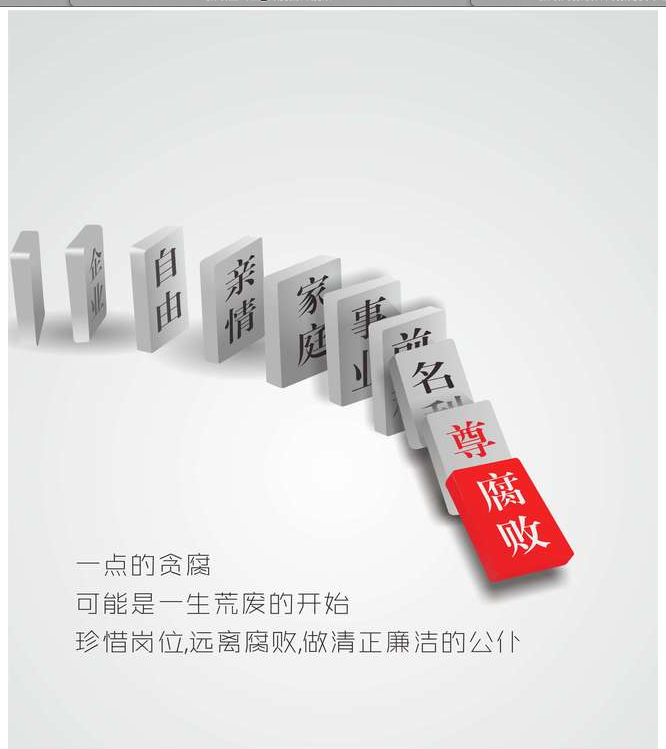 企业
自由
亲情
家庭
事业
名利
尊
腐败
一点的贪腐
可能是一生荒废的开始
珍惜岗位,远离腐败,做清正廉洁的公仆